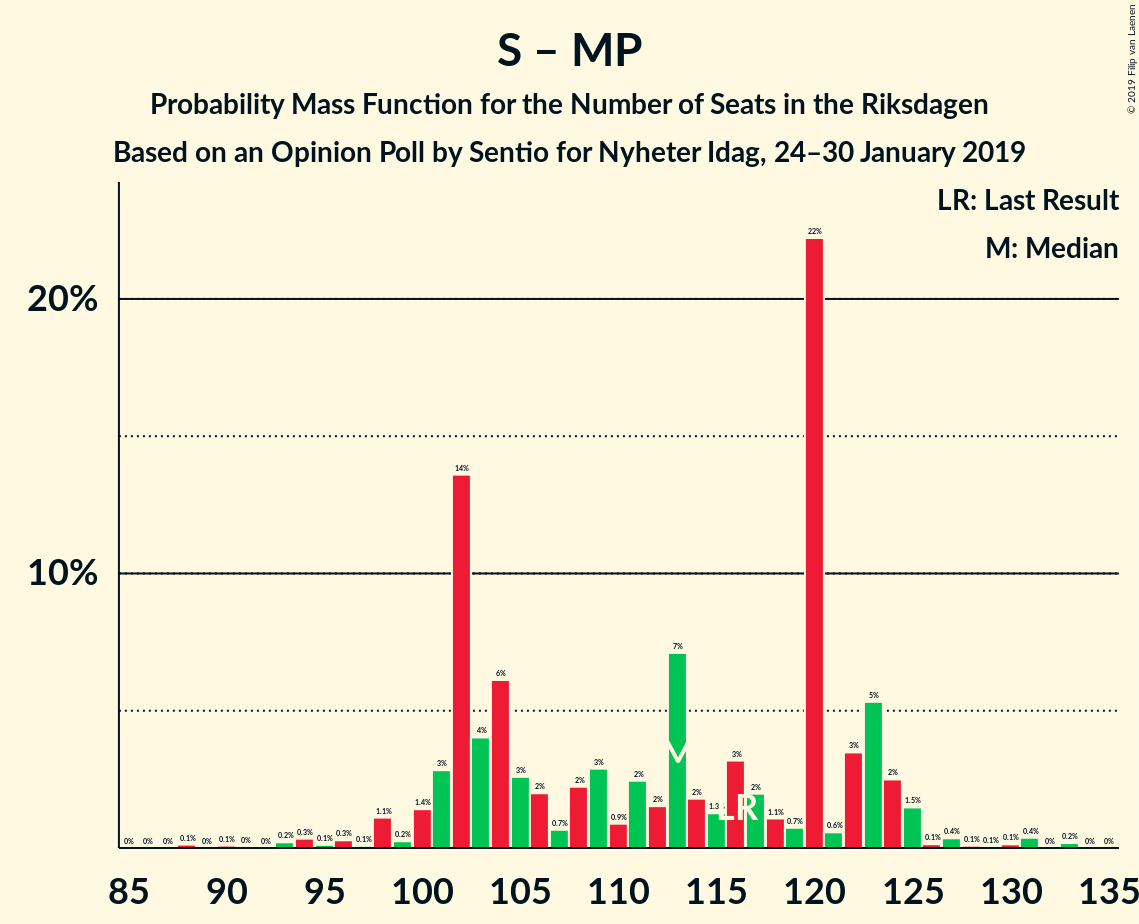 S – MP
Probability Mass Function for the Number of Seats in the Riksdagen
Based on an Opinion Poll by Sentio for Nyheter Idag, 24–30 January 2019
© 2019 Filip van Laenen
LR: Last Result
M: Median
20%
10%
0% 0% 0% 0.1% 0% 0.1% 0% 0% 0.2% 0.3% 0.1% 0.3% 0.1% 1.1% 0.2% 1.4% 3% 14% 4% 6% 3% 2% 0.7% 2% 3% 0.9% 2% 2% 7% 2% 1.3 3% 2% 1.1% 0.7% 22% 0.6% 3% 5% 2% 1.5% 0.1% 0.4% 0.1% 0.1% 0.1% 0.4% 0% 0.2% 0% 0%
M
LR
85 90 95 100 105 110 115 120 125 130 135